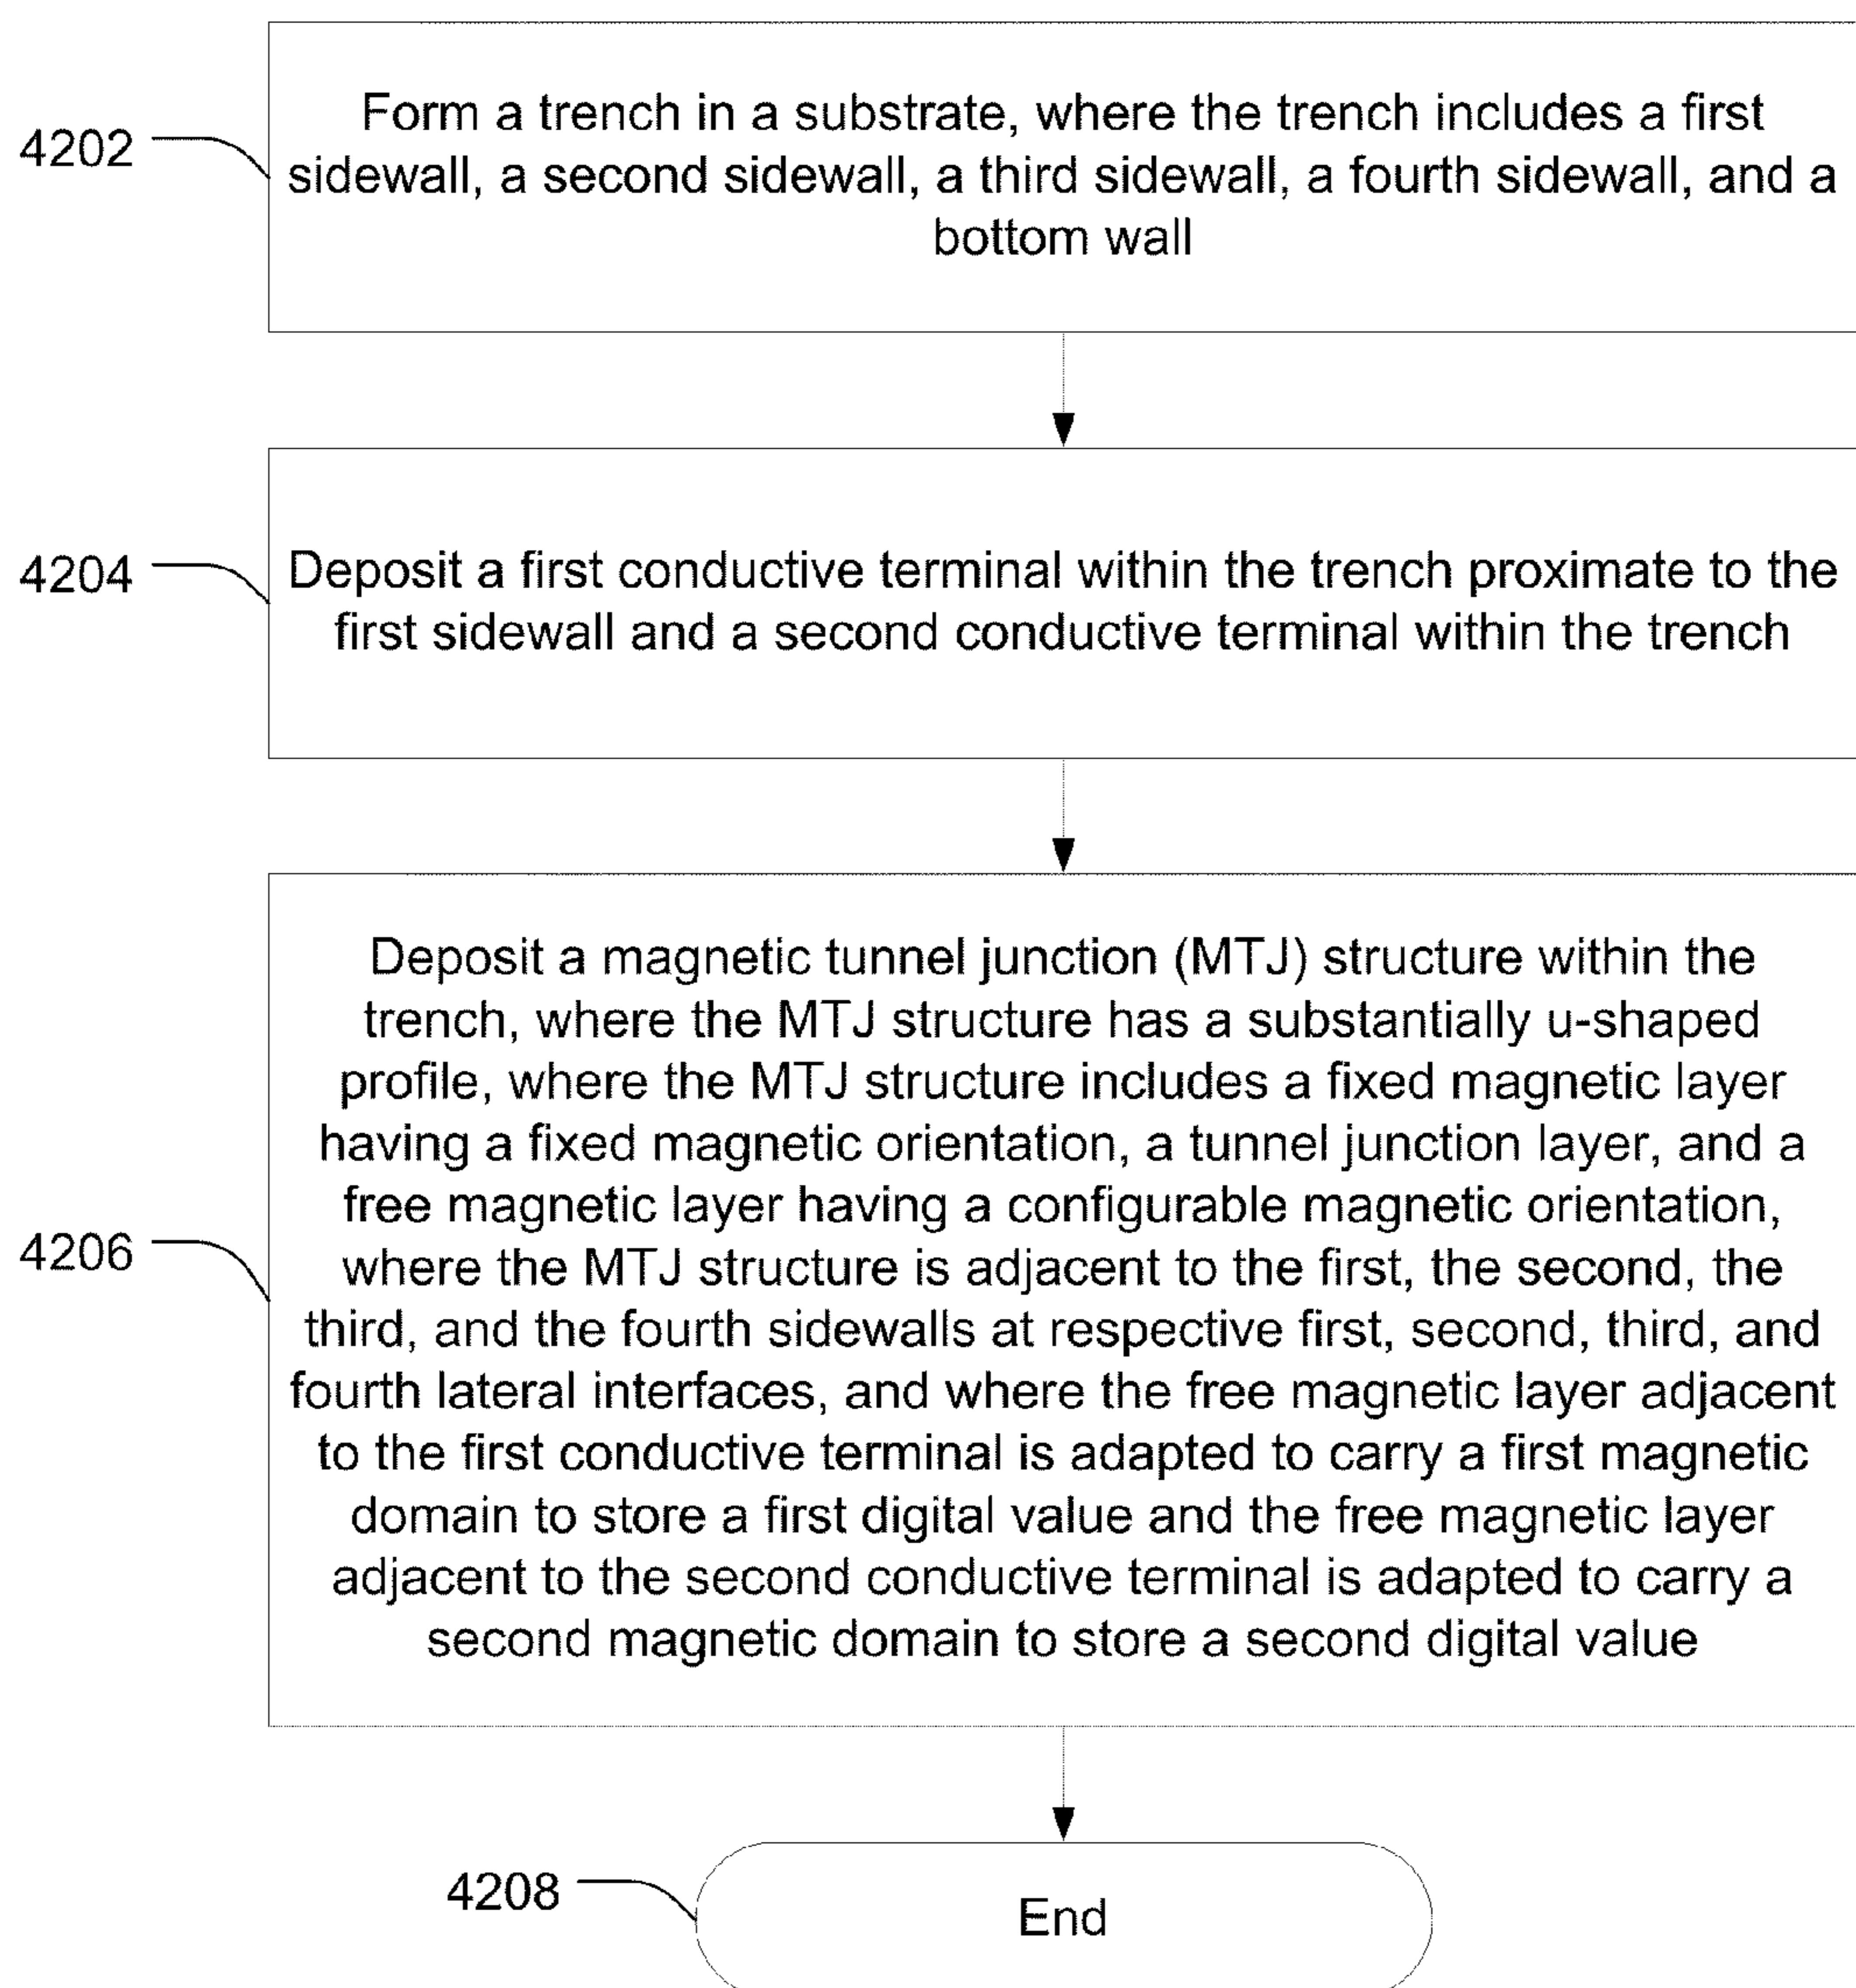 4202
Form a trench in a substrate, where the trench includes a first
sidewall, a second sidewall, a third sidewall, a fourth sidewall, and a
bottom wall
4204
Deposit a first conductive terminal within the trench proximate to the
first sidewall and a second conductive terminal within the trench
4206
Deposit a magnetic tunnel junction (MTJ) structure within the
trench, where the MTJ structure has a substantially u-shaped
profile, where the MTJ structure includes a fixed magnetic layer
having a fixed magnetic orientation, a tunnel junction layer, and a
free magnetic layer having a configurable magnetic orientation,
where the MTJ structure is adjacent to the first, the second, the
third, and the fourth sidewalls at respective first, second, third, and
fourth lateral interfaces, and where the free magnetic layer adjacent
to the first conductive terminal is adapted to carry a first magnetic
domain to store a first digital value and the free magnetic layer
adjacent to the second conductive terminal is adapted to carry a
second magnetic domain to store a second digital value
4208
End